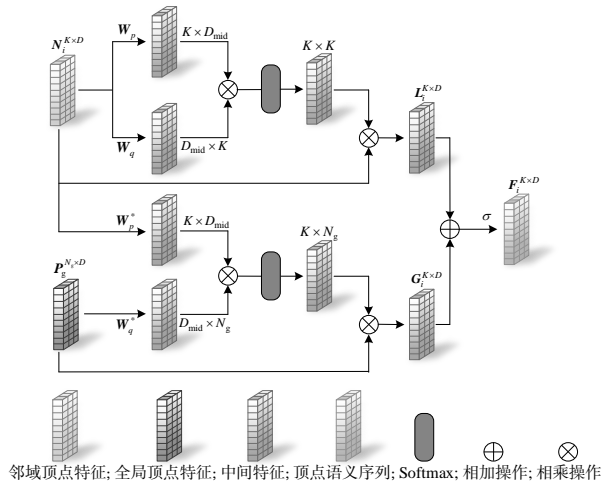 N_i^{K×D}
W_p
K × D_mid
K × K
W_q
D_mid × K
L_i^{K×D}
F_i^{K×D}
σ
W_p^*
K × D_mid
K × N_g
P_g^{N_g×D}
G_i^{K×D}
W_q^*
D_mid × N_g
邻域顶点特征; 全局顶点特征; 中间特征; 顶点语义序列; Softmax; 相加操作; 相乘操作